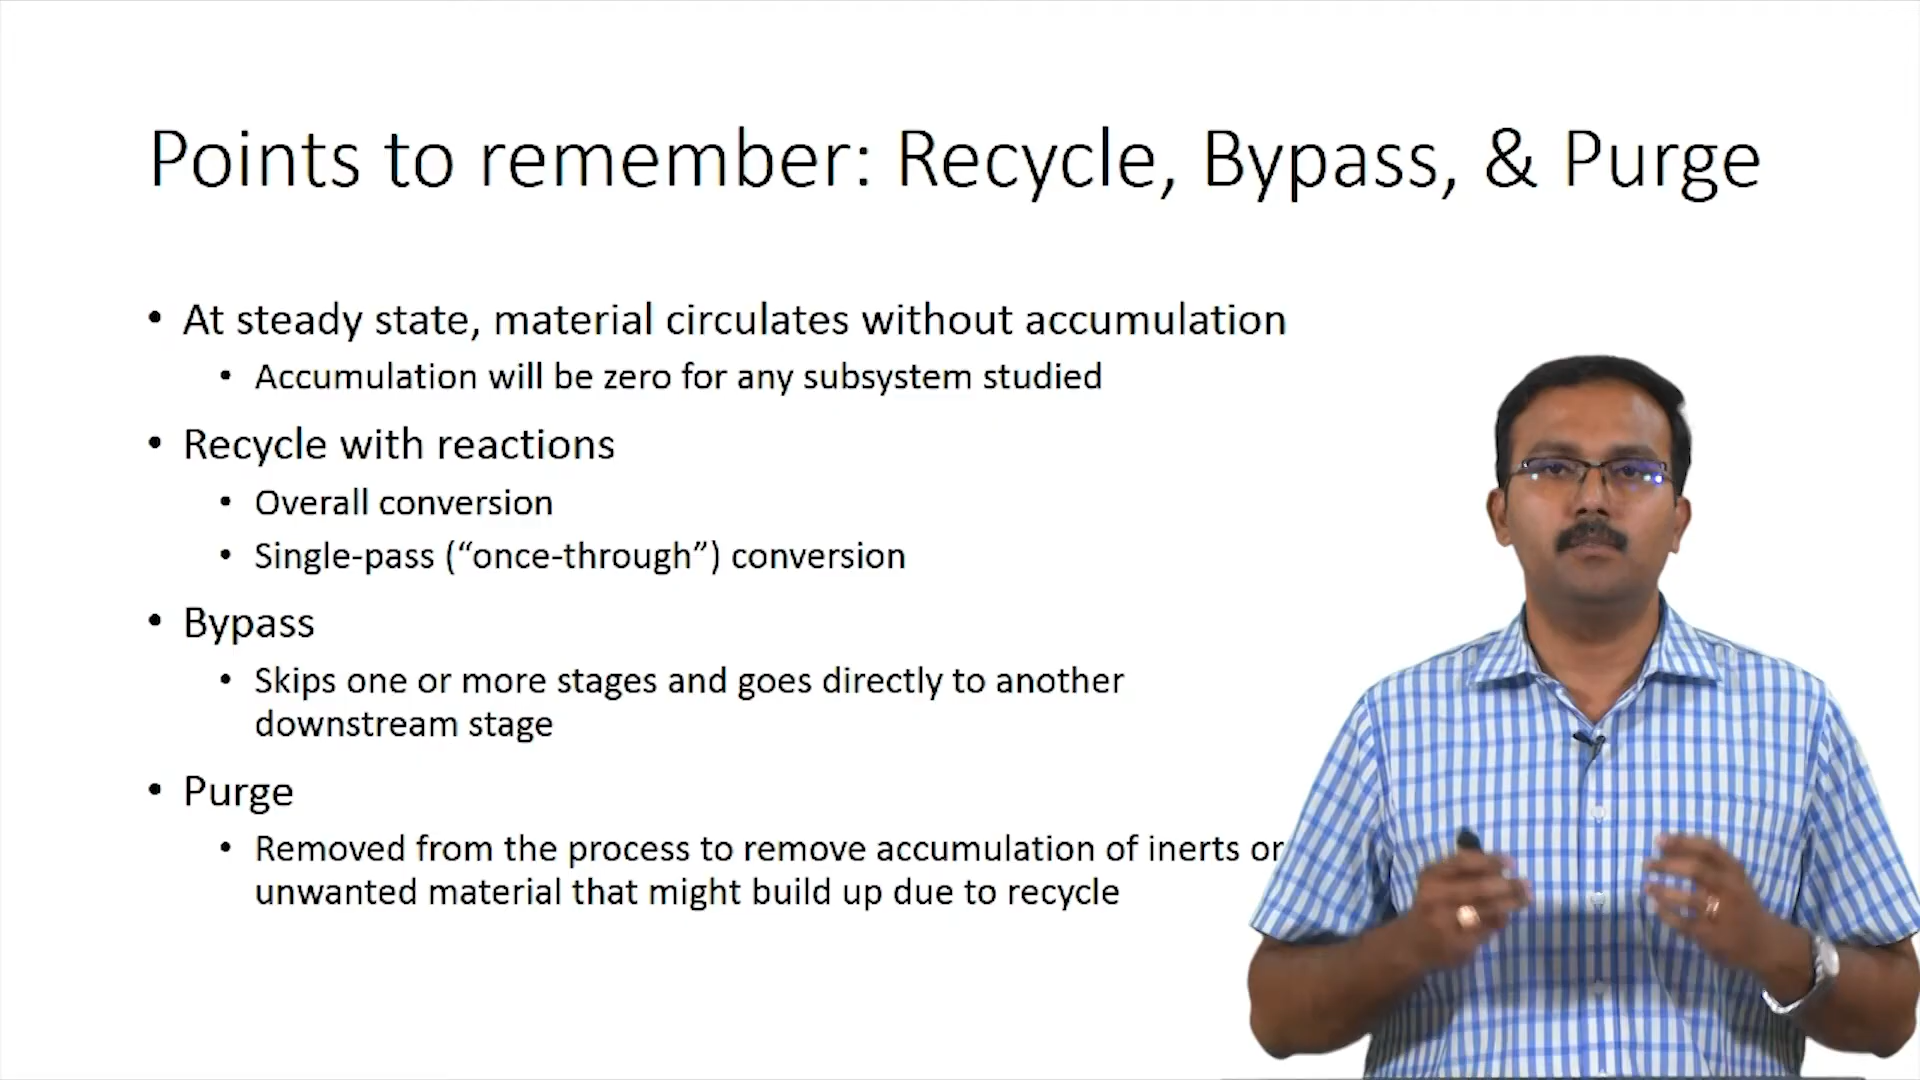 Points to remember: Recycle, Bypass, & Purge
• At steady state, material circulates without accumulation
• Accumulation will be zero for any subsystem studied
• Recycle with reactions
• Overall conversion
• Single-pass (“once-through”) conversion
• Bypass
• Skips one or more stages and goes directly to another
downstream stage
• Purge
• Removed from the process to remove accumulation of inerts or
unwanted material that might build up due to recycle